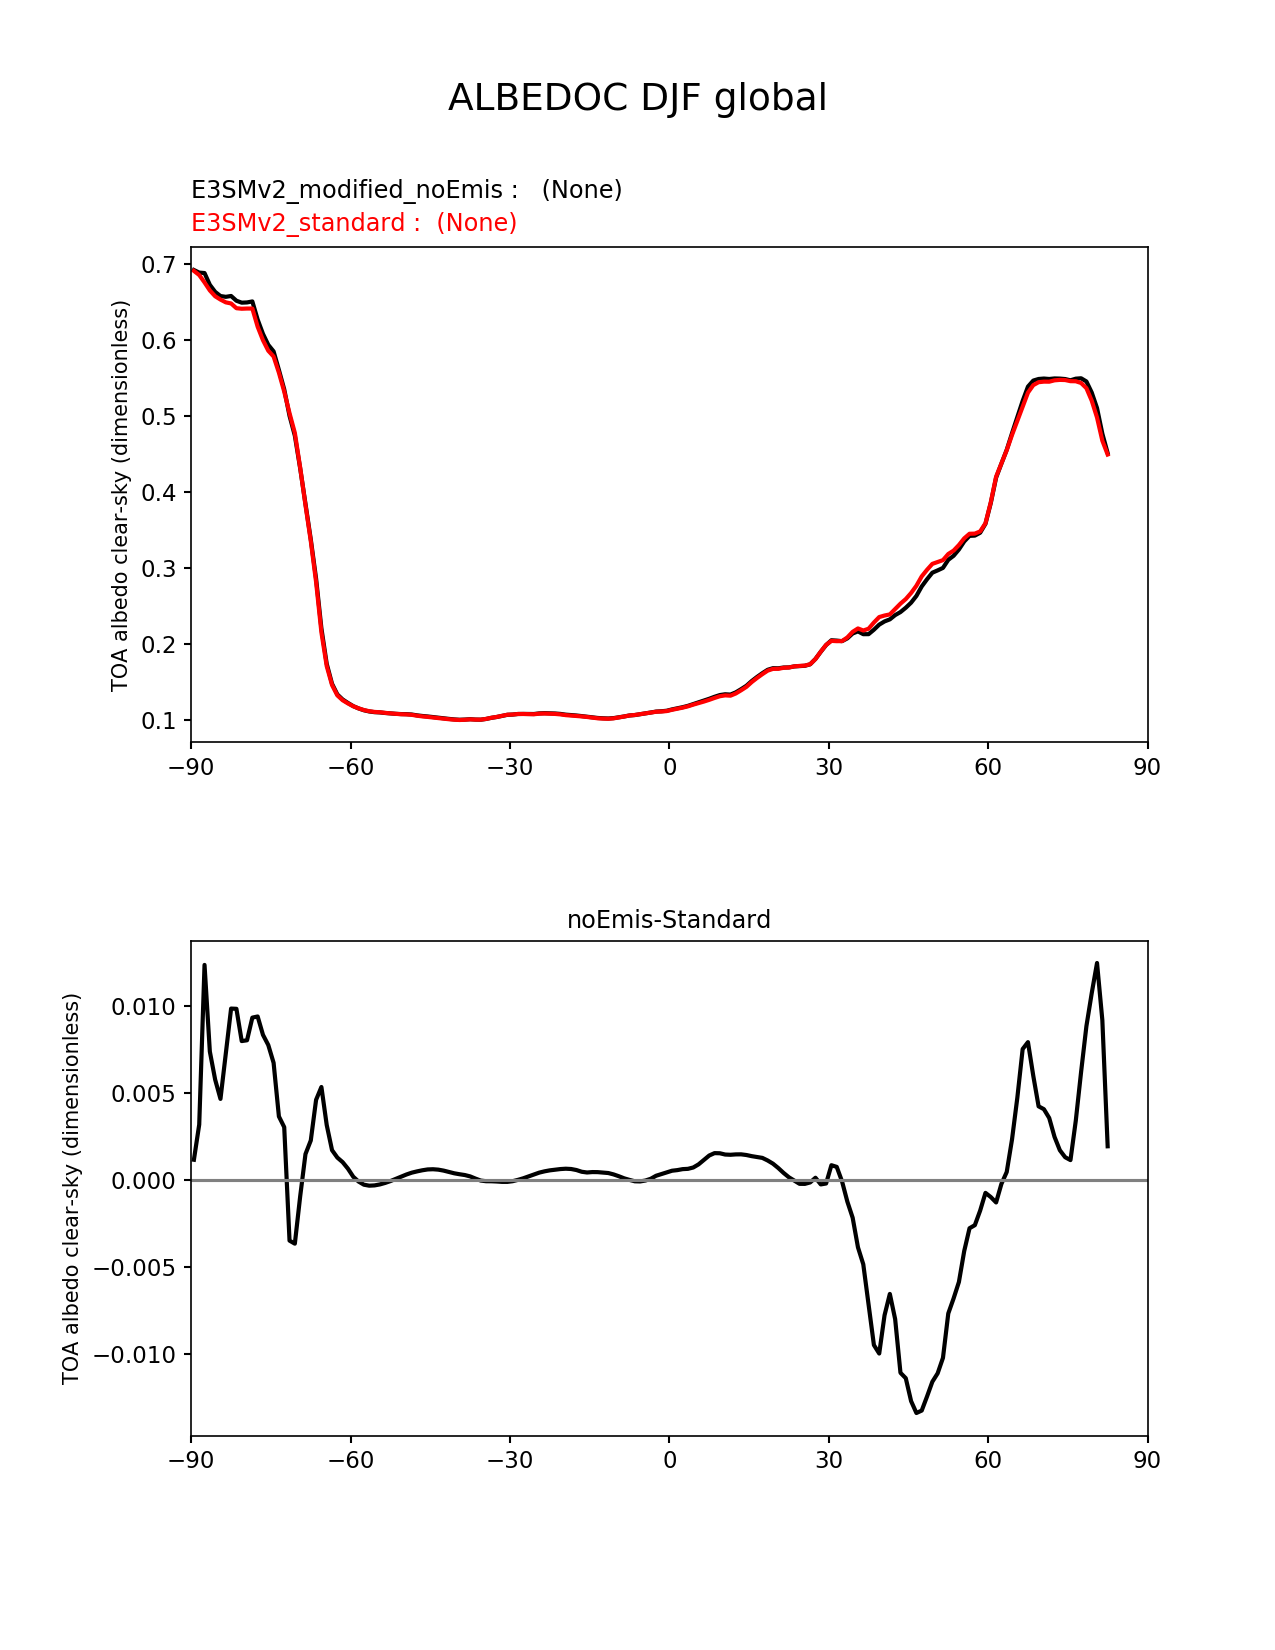 ALBEDOC DJF global
E3SMv2_modified_noEmis :   (None)
E3SMv2_standard :  (None)
TOA albedo clear-sky (dimensionless)
0.7
0.6
0.5
0.4
0.3
0.2
0.1
−90 −60 −30 0 30 60 90
noEmis-Standard
TOA albedo clear-sky (dimensionless)
0.010
0.005
0.000
−0.005
−0.010
−90 −60 −30 0 30 60 90